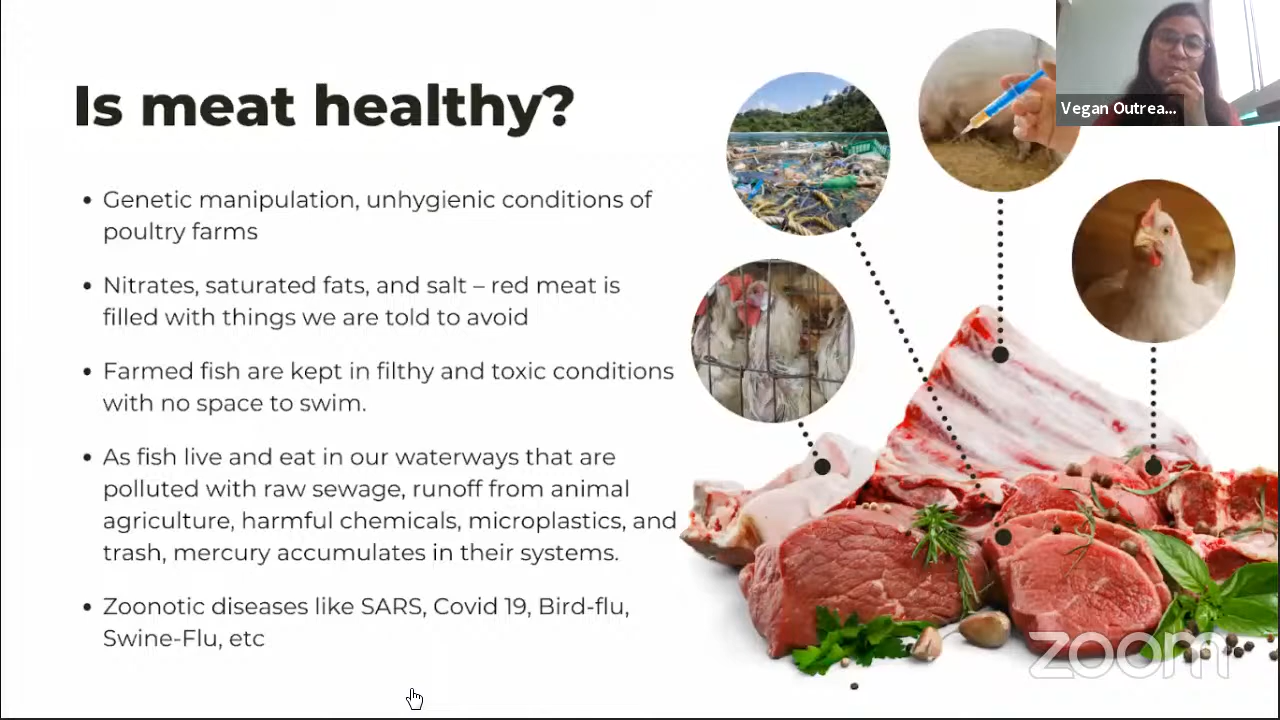 Is meat healthy?
Genetic manipulation, unhygienic conditions of
poultry farms
Nitrates, saturated fats, and salt – red meat is
filled with things we are told to avoid
Farmed fish are kept in filthy and toxic conditions
with no space to swim.
As fish live and eat in our waterways that are
polluted with raw sewage, runoff from animal
agriculture, harmful chemicals, microplastics, and
trash, mercury accumulates in their systems.
Zoonotic diseases like SARS, Covid 19, Bird-flu,
Swine-Flu, etc
Vegan Outrea...
zoom